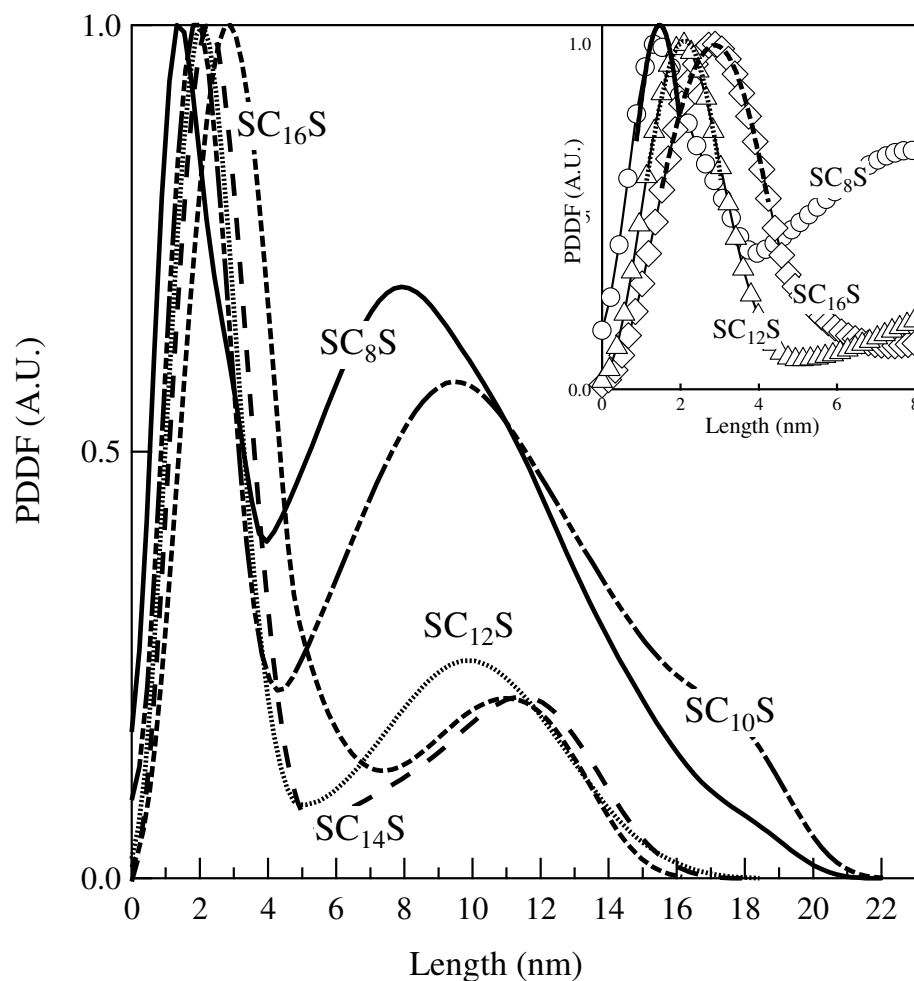 1.0
0.5
0.0
PDDF (A.U.)
0 2 4 6 8 10 12 14 16 18 20 22
Length (nm)
SC₁₆S
SC₈S
SC₁₂S
SC₁₀S
SC₁₄S
1.0
.5
0.0
PDDF (A.U.)
0 2 4 6 8
Length (nm)
SC₈S
SC₁₆S
SC₁₂S